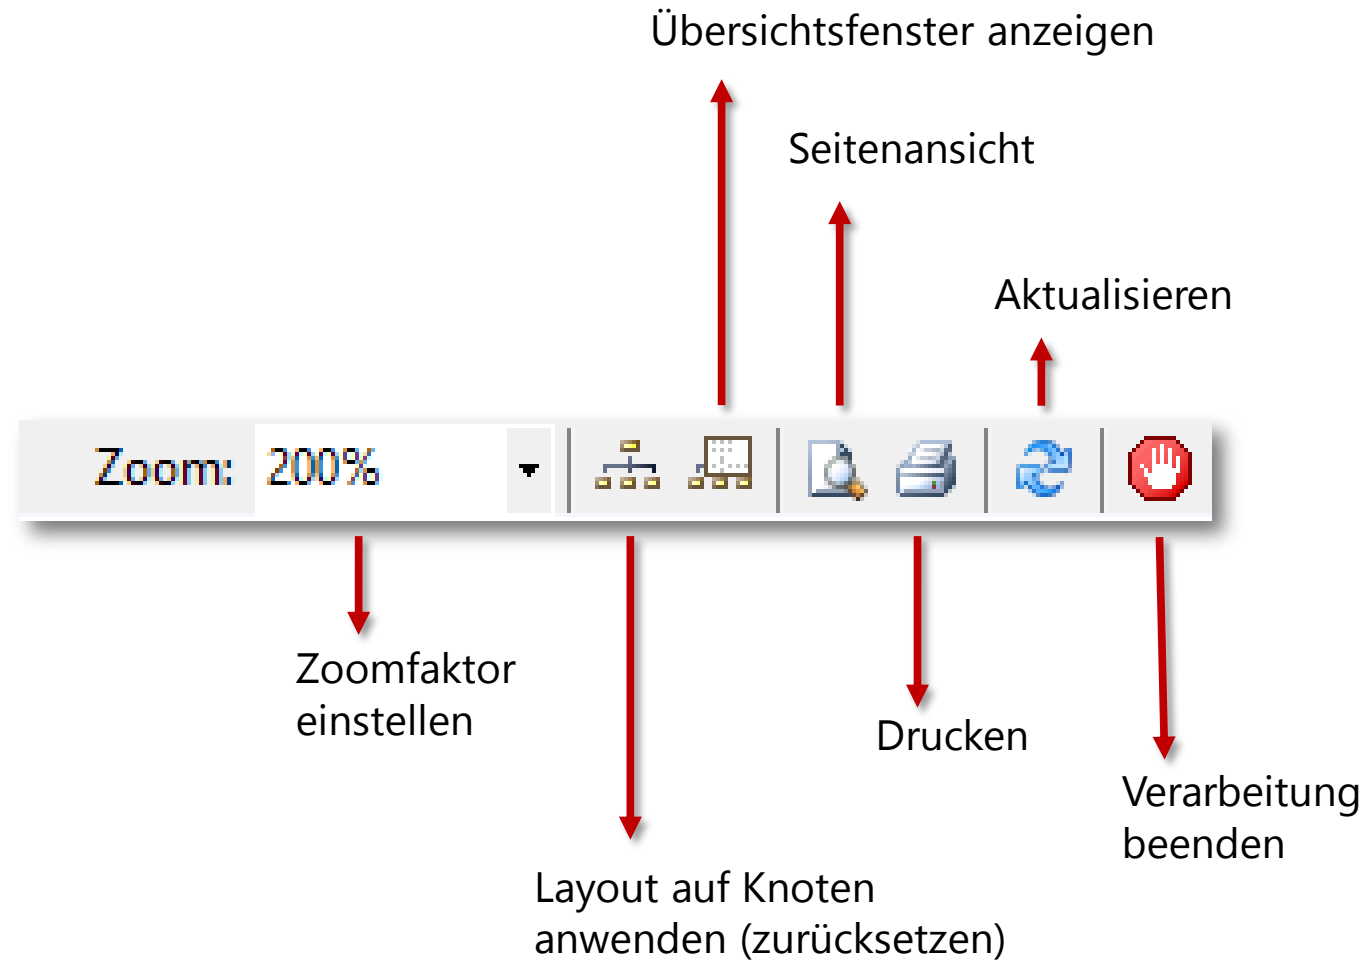 Übersichtsfenster anzeigen
Seitenansicht
Aktualisieren
Zoom: 200%
Zoomfaktor
einstellen
Drucken
Verarbeitung
beenden
Layout auf Knoten
anwenden (zurücksetzen)